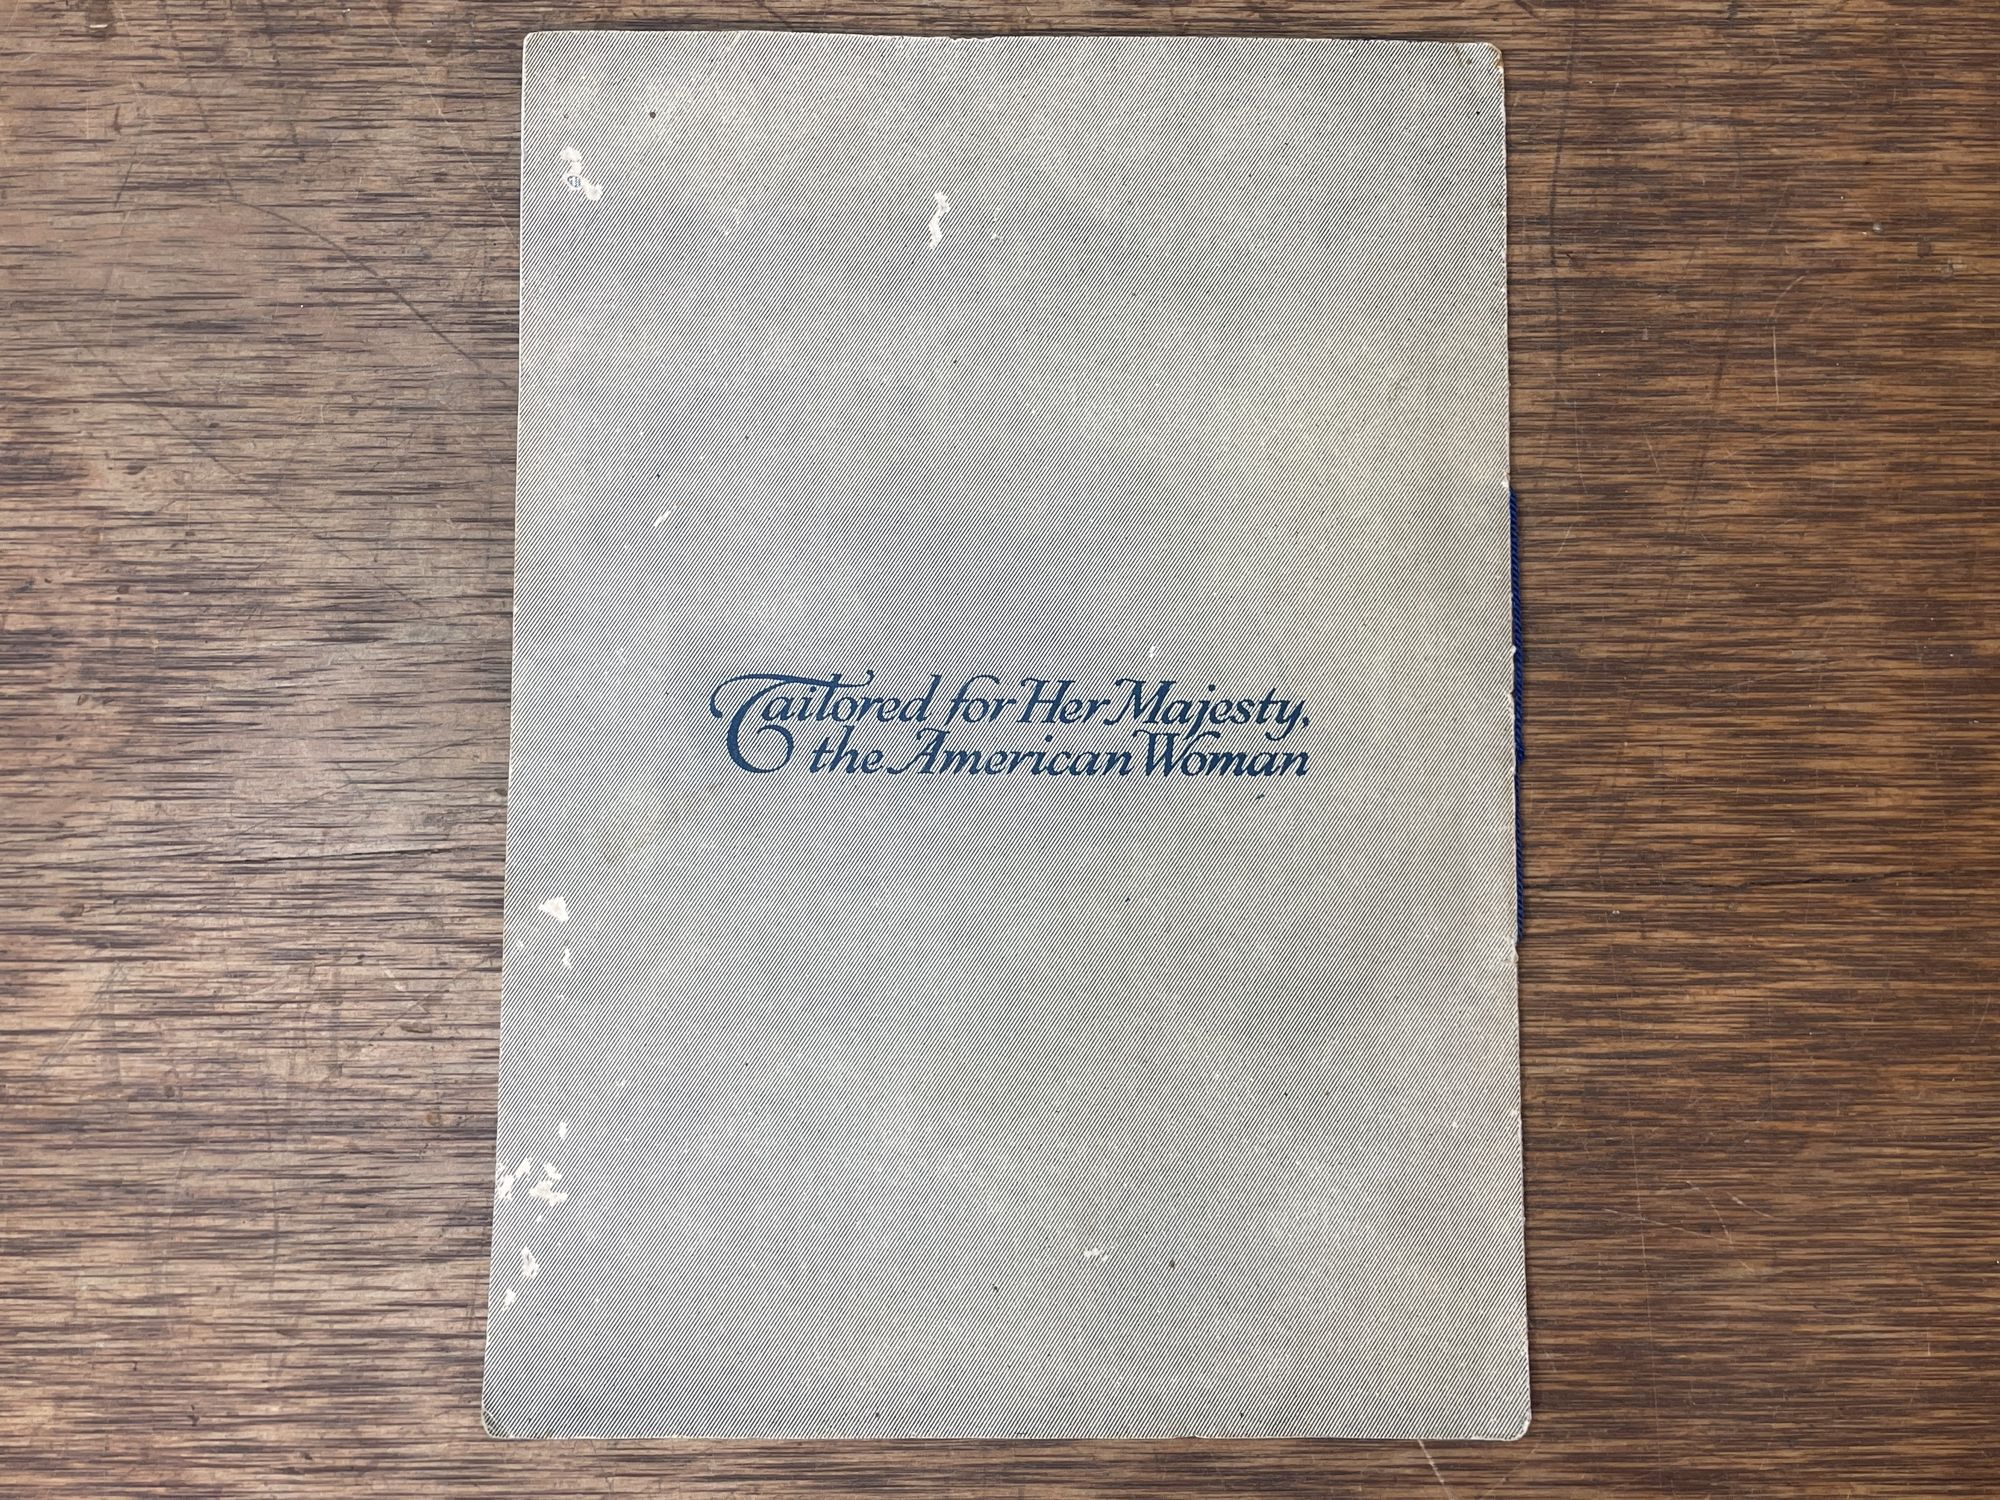 Tailored for Her Majesty,
the American Woman